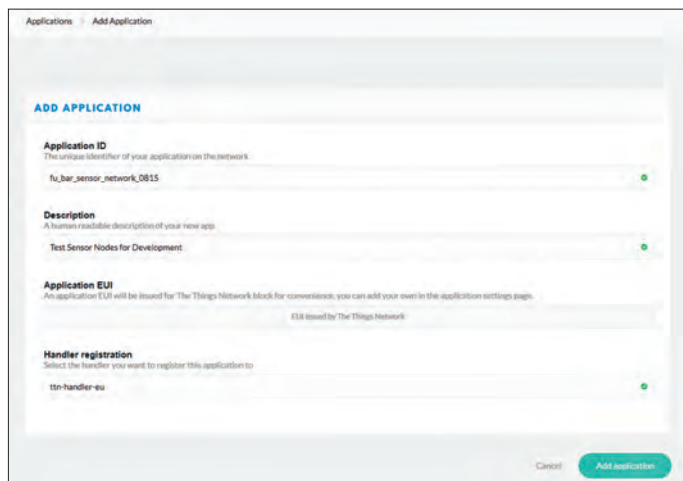 Applications > Add Application
ADD APPLICATION
Application ID
The unique identifier of your application on the network
fu_bar_sensor_network_0815
Description
A human readable description of your new app
Test Sensor Nodes for Development
Application EUI
An application EUI will be issued for The Things Network block for convenience, you can add your own in the application settings page.
EUI issued by The Things Network
Handler registration
Select the handler you want to register this application to
ttn-handler-eu
Cancel Add application